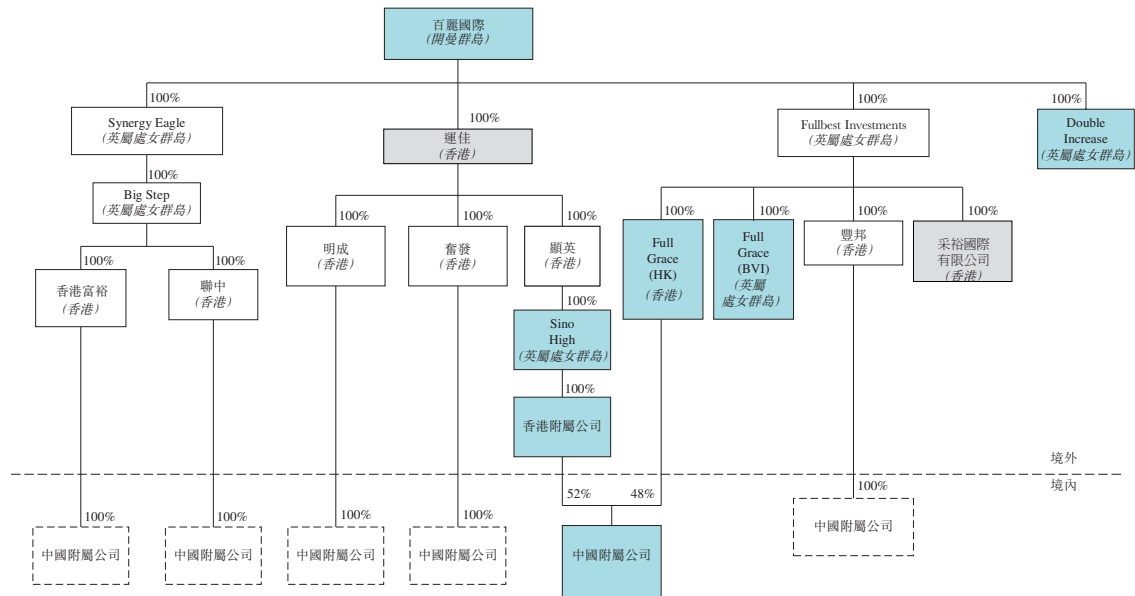 百麗國際
(開曼群島)
100%
100%
100%
100%
Synergy Eagle
(英屬處女群島)
運佳
(香港)
Fullbest Investments
(英屬處女群島)
Double
Increase
(英屬處女群島)
100%
Big Step
(英屬處女群島)
100%
100%
100%
100%
100%
100%
100%
明成
(香港)
奮發
(香港)
顯英
(香港)
Full
Grace
(HK)
(香港)
Full
Grace
(BVI)
(英屬
處女群島)
豐邦
(香港)
采裕國際
有限公司
(香港)
100%
100%
香港富裕
(香港)
聯中
(香港)
100%
Sino
High
(英屬處女群島)
100%
香港附屬公司
境外
境內
52%
48%
100%
100%
100%
100%
100%
中國附屬公司
中國附屬公司
中國附屬公司
中國附屬公司
中國附屬公司
中國附屬公司